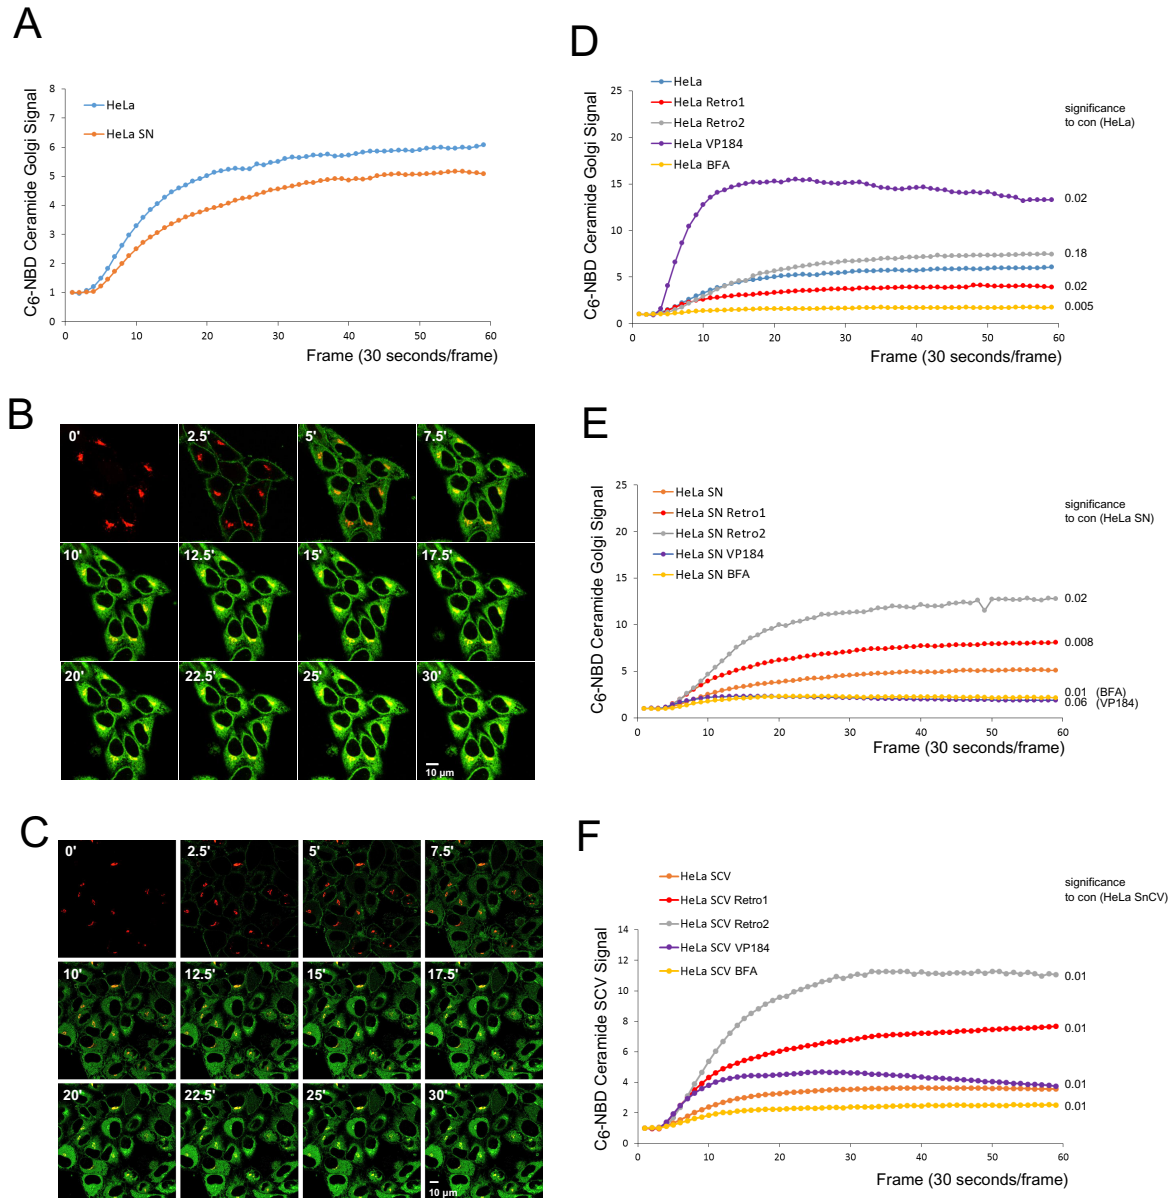 A
C6-NBD Ceramide Golgi Signal
8
7
6
5
4
3
2
1
0
10
20
30
40
50
60
HeLa
HeLa SN
Frame (30 seconds/frame)
B
0'
2.5'
5'
7.5'
10'
12.5'
15'
17.5'
20'
22.5'
25'
30'
10 µm
C
0'
2.5'
5'
7.5'
10'
12.5'
15'
17.5'
20'
22.5'
25'
30'
10 µm
D
HeLa
HeLa Retro1
HeLa Retro2
HeLa VP184
HeLa BFA
significance
to con (HeLa)
C6-NBD Ceramide Golgi Signal
25
20
15
10
5
0
0
10
20
30
40
50
60
0.02
0.18
0.02
0.005
Frame (30 seconds/frame)
E
HeLa SN
HeLa SN Retro1
HeLa SN Retro2
HeLa SN VP184
HeLa SN BFA
significance
to con (HeLa SN)
C6-NBD Ceramide Golgi Signal
25
20
15
10
5
0
0
10
20
30
40
50
60
0.02
0.008
0.01 (BFA)
0.06 (VP184)
Frame (30 seconds/frame)
F
HeLa SCV
HeLa SCV Retro1
HeLa SCV Retro2
HeLa SCV VP184
HeLa SCV BFA
significance
to con (HeLa SnCV)
C6-NBD Ceramide SCV Signal
14
12
10
8
6
4
2
0
0
10
20
30
40
50
60
0.01
0.01
0.01
0.01
Frame (30 seconds/frame)